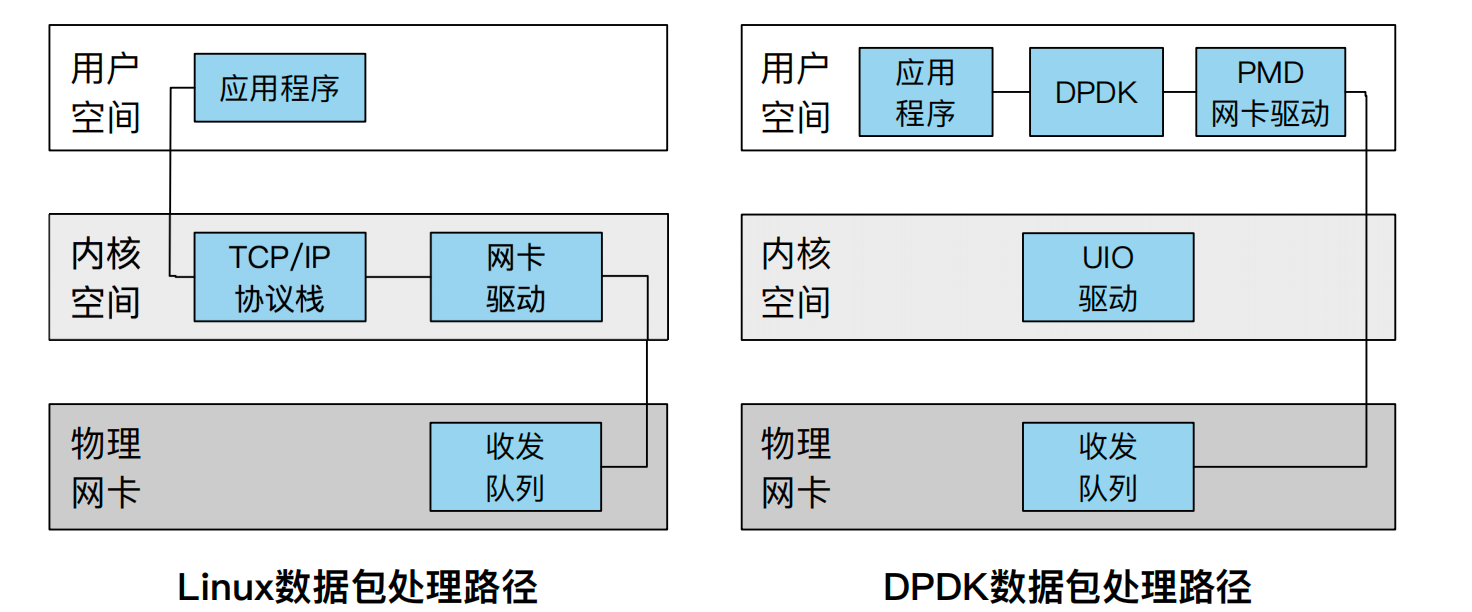 用户
空间
应用程序
内核
空间
TCP/IP
协议栈
网卡
驱动
物理
网卡
收发
队列
Linux数据包处理路径
用户
空间
应用
程序
DPDK
PMD
网卡驱动
内核
空间
UIO
驱动
物理
网卡
收发
队列
DPDK数据包处理路径